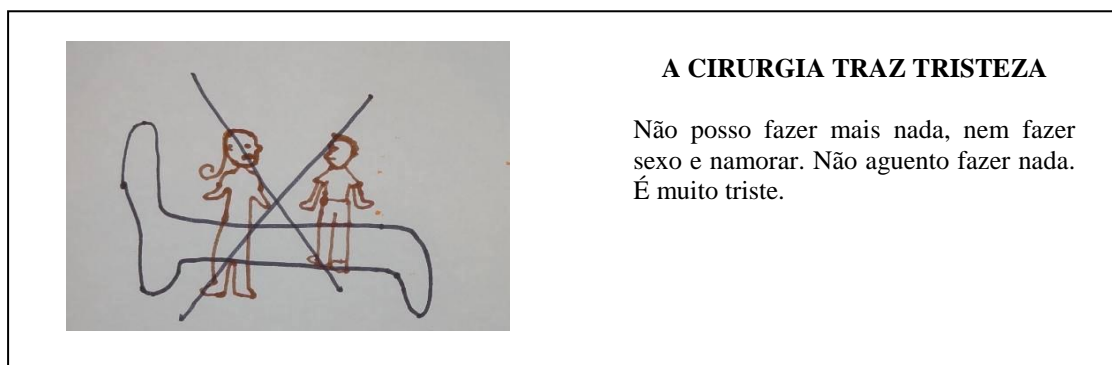 A CIRURGIA TRAZ TRISTEZA
Não posso fazer mais nada, nem fazer
sexo e namorar. Não aguento fazer nada.
É muito triste.